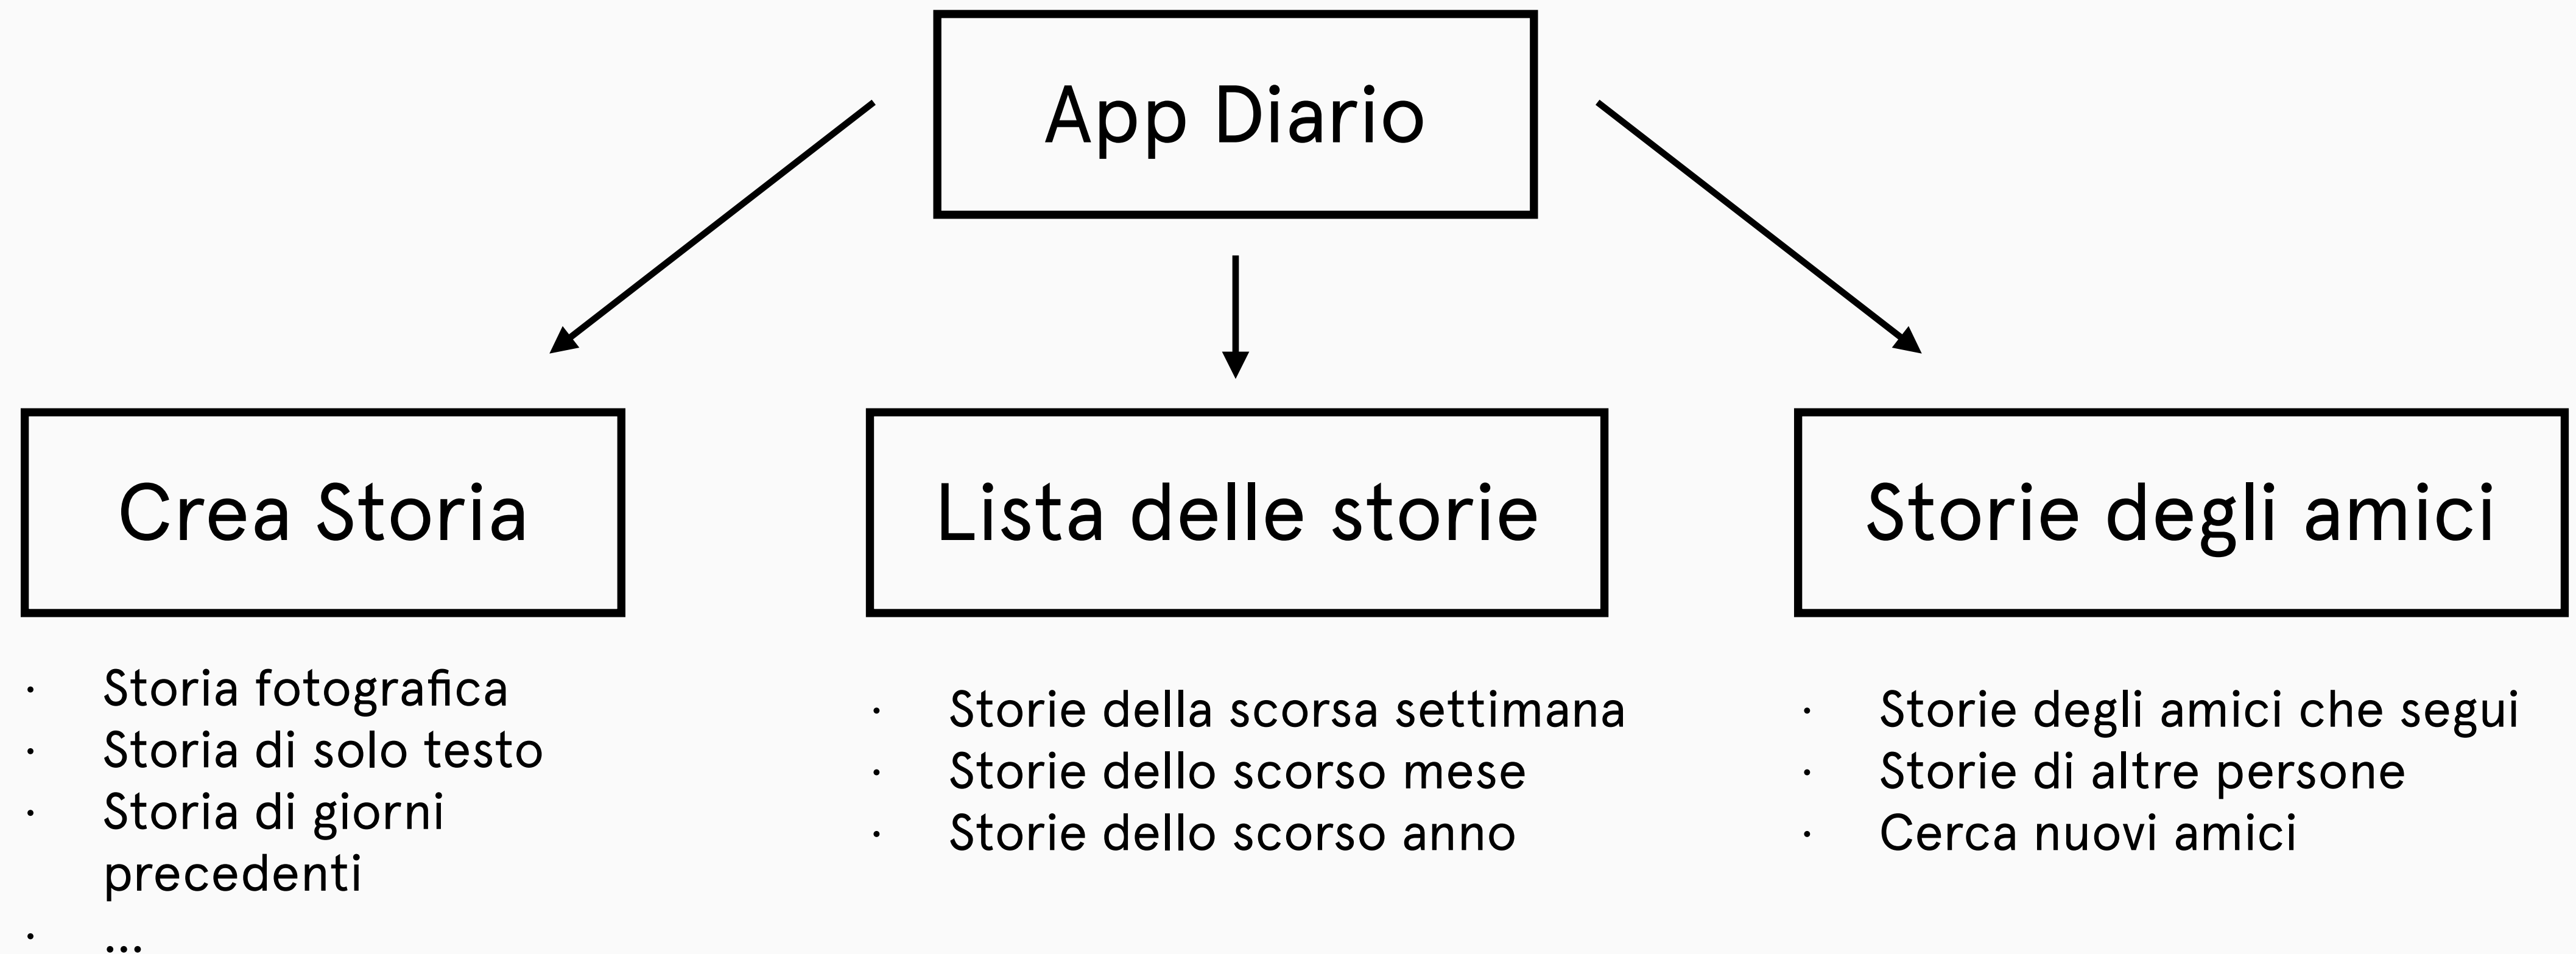 App Diario
Crea Storia
Lista delle storie
Storie degli amici
· Storia fotografica
· Storia di solo testo
· Storia di giorni
precedenti
· ...
· Storie della scorsa settimana
· Storie dello scorso mese
· Storie dello scorso anno
· Storie degli amici che segui
· Storie di altre persone
· Cerca nuovi amici